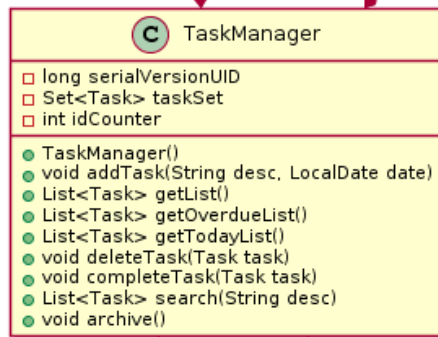 C TaskManager
long serialVersionUID
Set<Task> taskSet
int idCounter
TaskManager()
void addTask(String desc, LocalDate date)
List<Task> getList()
List<Task> getOverdueList()
List<Task> getTodayList()
void deleteTask(Task task)
void completeTask(Task task)
List<Task> search(String desc)
void archive()